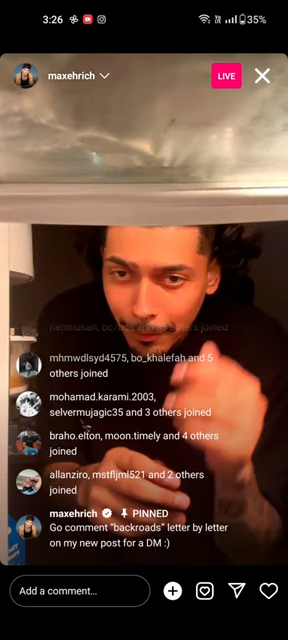 3:26
35%
maxehrich
LIVE
others joined
mhmwdlsyd4575, bo_khalefah and 5
others joined
mohamad.karami.2003,
selvermujagic35 and 3 others joined
braho.elton, moon.timely and 4 others
joined
allanziro, mstfljml521 and 2 others
joined
maxehrich PINNED
Go comment “backroads” letter by letter
on my new post for a DM :)
Add a comment...